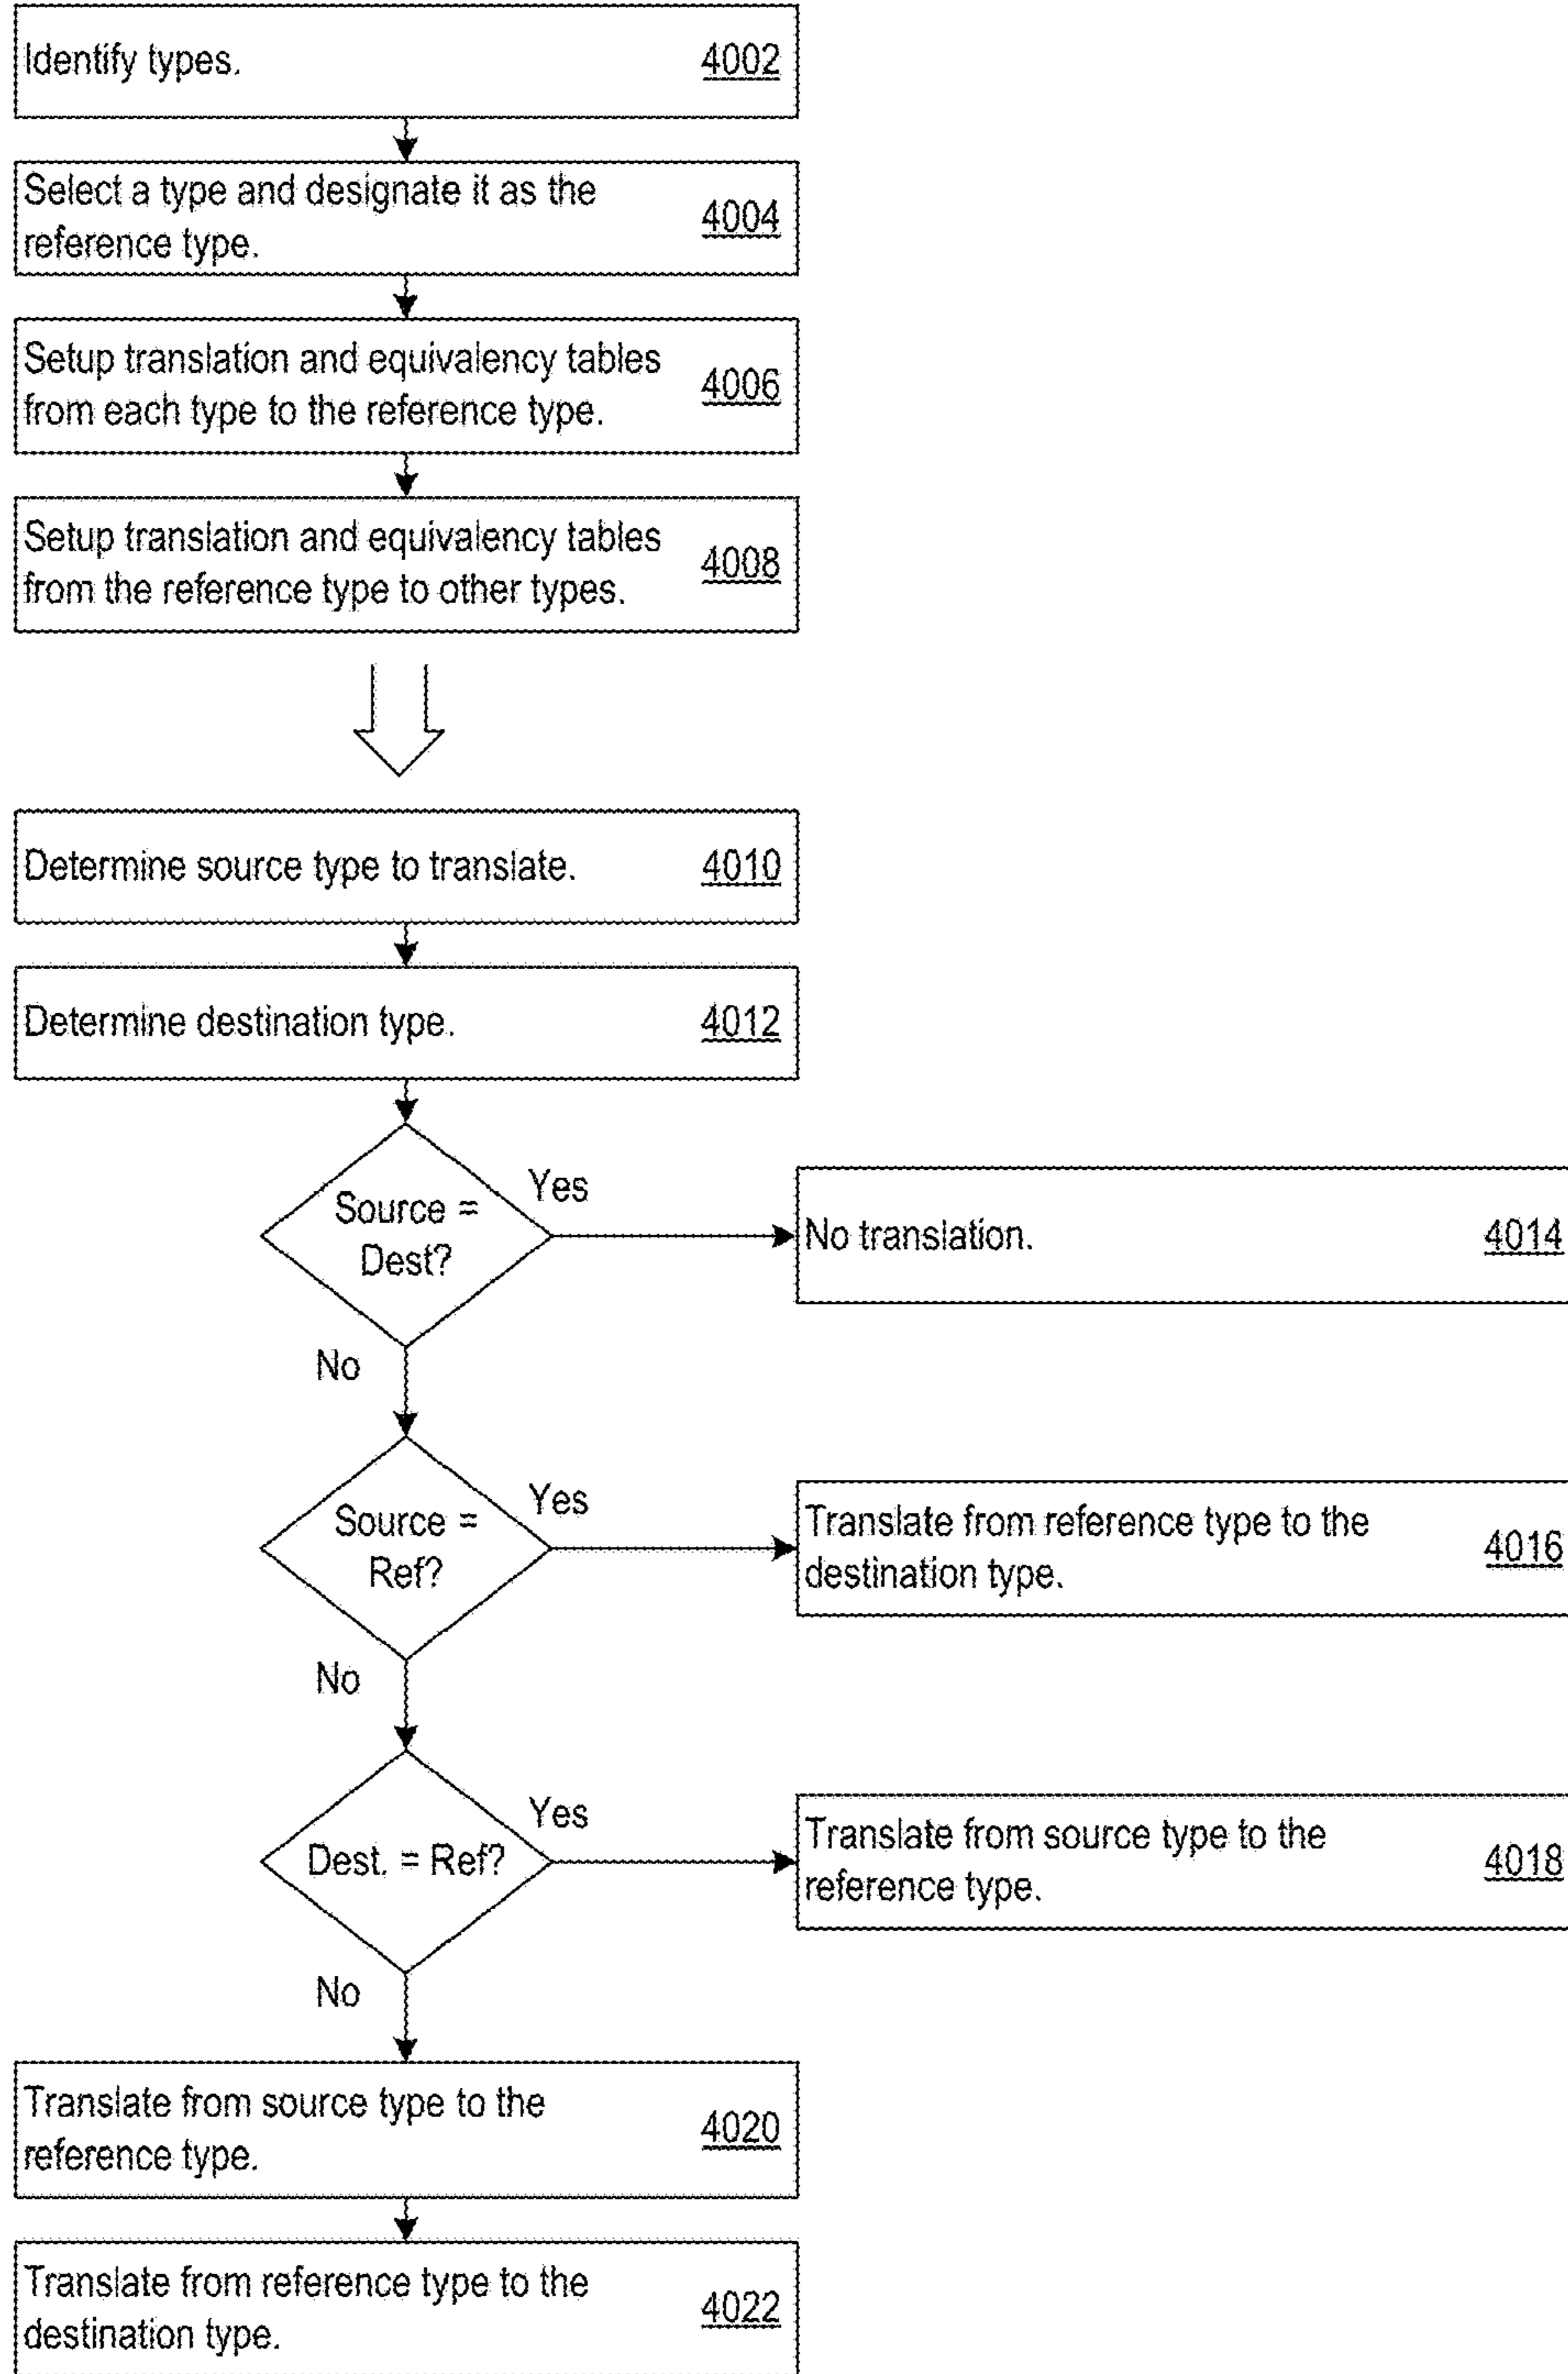 Identify types. 4002
Select a type and designate it as the
reference type.
4004
Setup translation and equivalency tables
from each type to the reference type.
4006
Setup translation and equivalency tables
from the reference type to other types.
4008
Determine source type to translate. 4010
Determine destination type. 4012
Source =
Dest?
Yes
No translation. 4014
No
Source =
Ref?
Yes
Translate from reference type to the
destination type.
4016
No
Dest. = Ref?
Yes
Translate from source type to the
reference type.
4018
No
Translate from source type to the
reference type.
4020
Translate from reference type to the
destination type.
4022